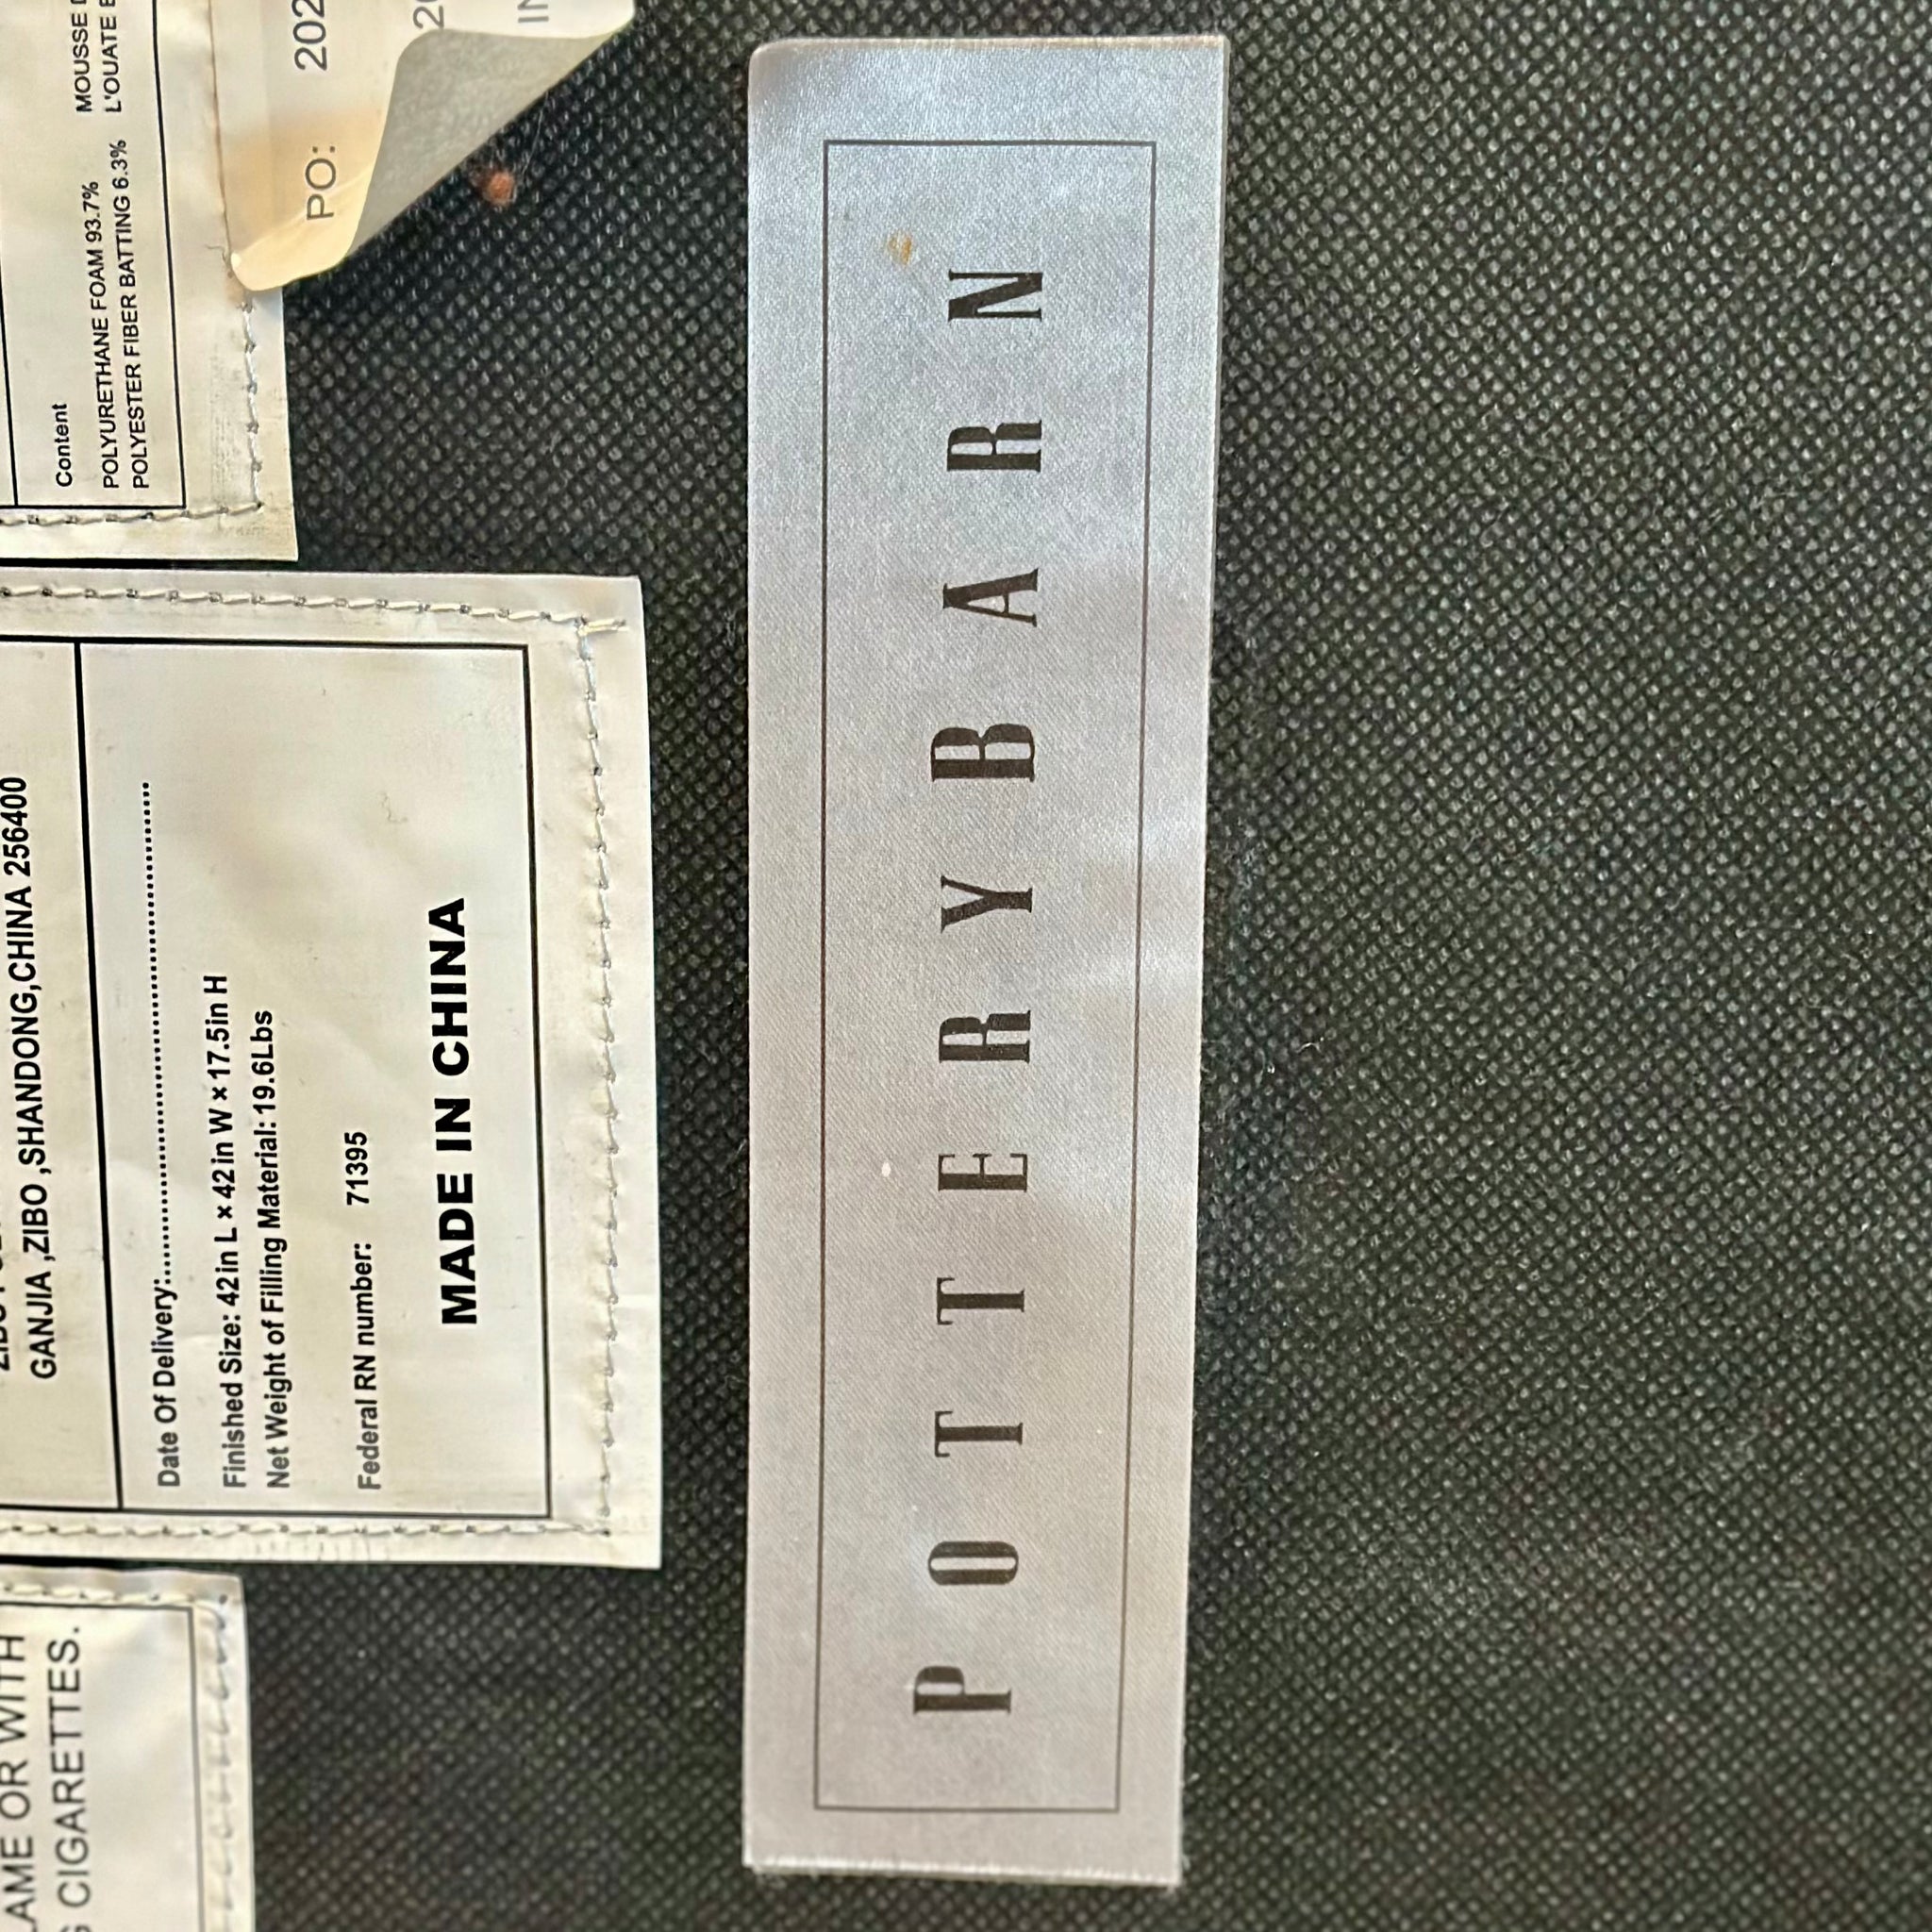 AME OR WITH
CIGARETTES.
GANJIA ,ZIBO ,SHANDONG,CHINA 256400
Date Of Delivery:................................................................
Finished Size: 42in L × 42in W × 17.5in H
Net Weight of Filling Material: 19.6Lbs
Federal RN number: 71395
MADE IN CHINA
Content
POLYURETHANE FOAM 93.7% MOUSSE
POLYESTER FIBER BATTING 6.3% L'OUATE
PO: 202
POTTERYBARN